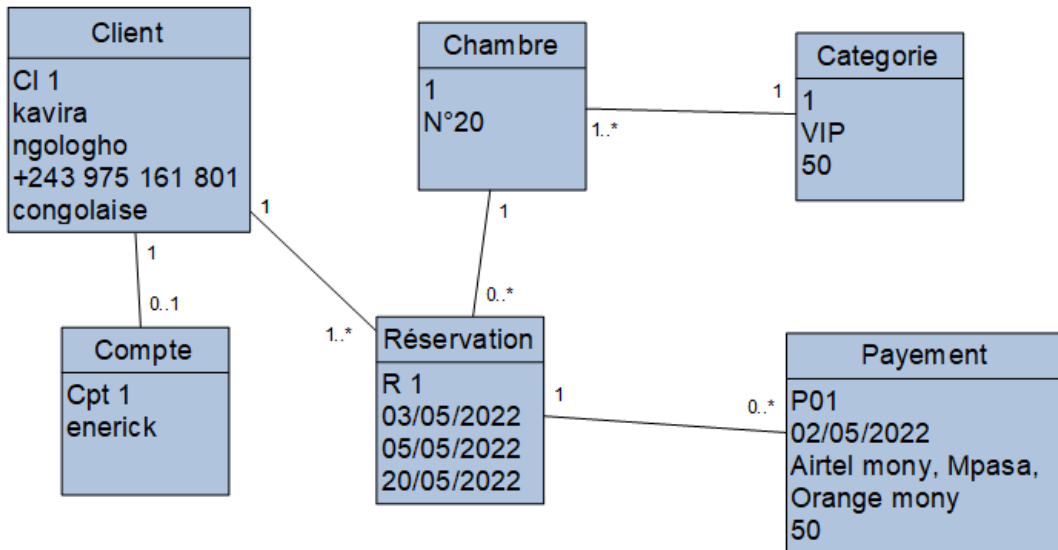 Client
Cl 1
kavira
ngologho
+243 975 161 801
congolaise
1
1
0..1
Compte
Cpt 1
enerick
Chambre
1
N°20
1..*
1
Categorie
1
VIP
50
1
0..*
1..*
Réservation
R 1
03/05/2022
05/05/2022
20/05/2022
1
0..*
Payement
P01
02/05/2022
Airtel mony, Mpasa,
Orange mony
50